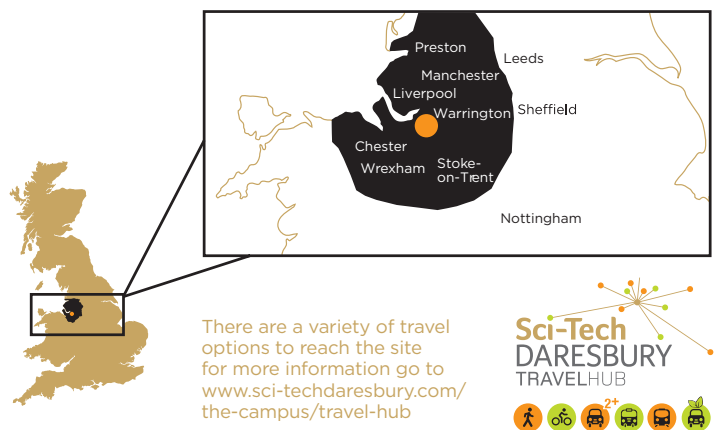 Preston
Leeds
Manchester
Liverpool
Warrington
Sheffield
Chester
Wrexham
Stoke-
on-Trent
Nottingham
There are a variety of travel
options to reach the site
for more information go to
www.sci-techdaresbury.com/
the-campus/travel-hub
Sci-Tech
DARESBURY
TRAVELHUB
2+